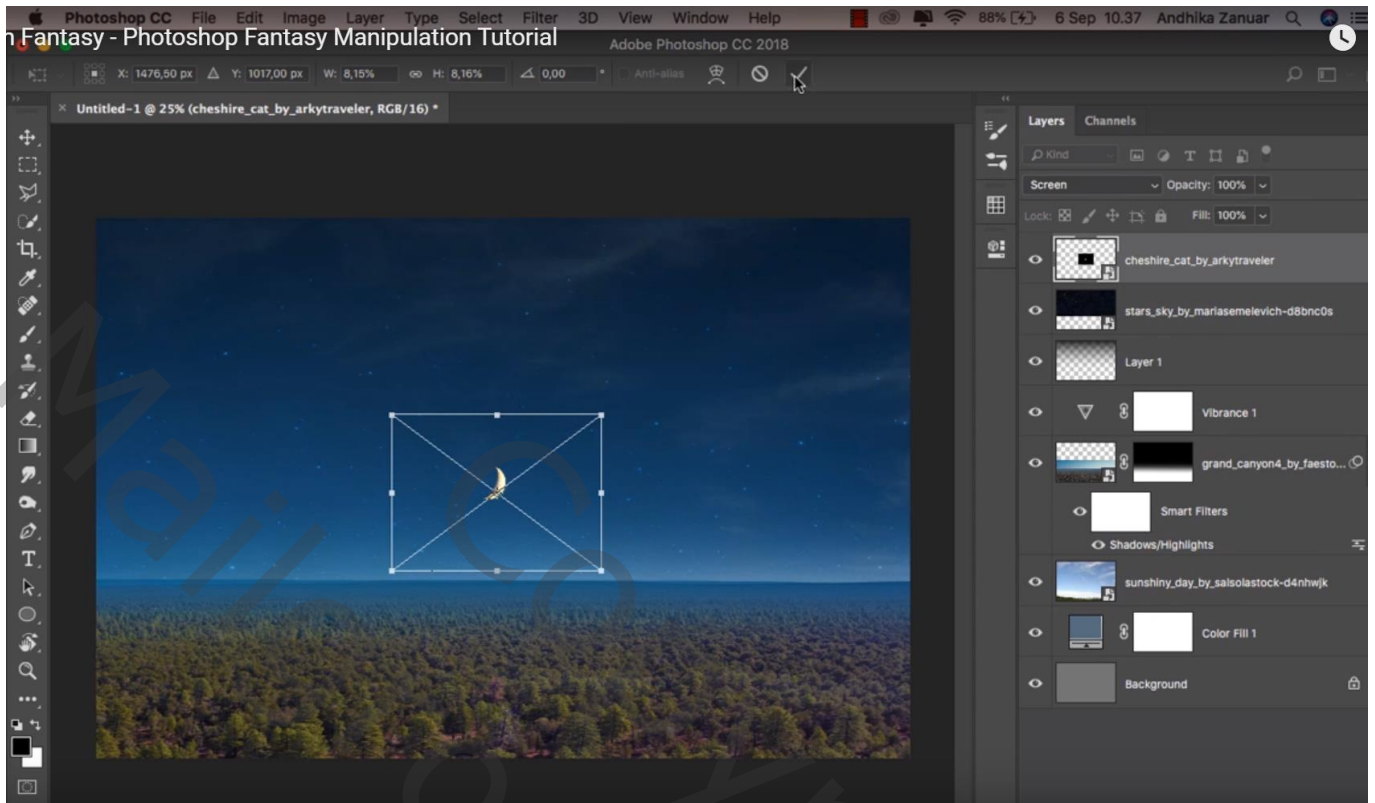 Photoshop CC File Edit Image Layer Type Select Filter 3D View Window Help 88% 6 Sep 10.37 Andhika Zanuar
Fantasy - Photoshop Fantasy Manipulation Tutorial
Adobe Photoshop CC 2018
X: 1476,50 px Y: 1017,00 px W: 8,15% H: 8,16% 0,00 ° Anti-alias
× Untitled-1 @ 25% (cheshire_cat_by_arkytraveler, RGB/16) *
Layers Channels
Kind
Screen Opacity: 100%
Lock: Fill: 100%
cheshire_cat_by_arkytraveler
stars_sky_by_mariasemelevich-d8bnc0s
Layer 1
Vibrance 1
grand_canyon4_by_faesto...
Smart Filters
Shadows/Highlights
sunshiny_day_by_salsolastock-d4nhwjk
Color Fill 1
Background